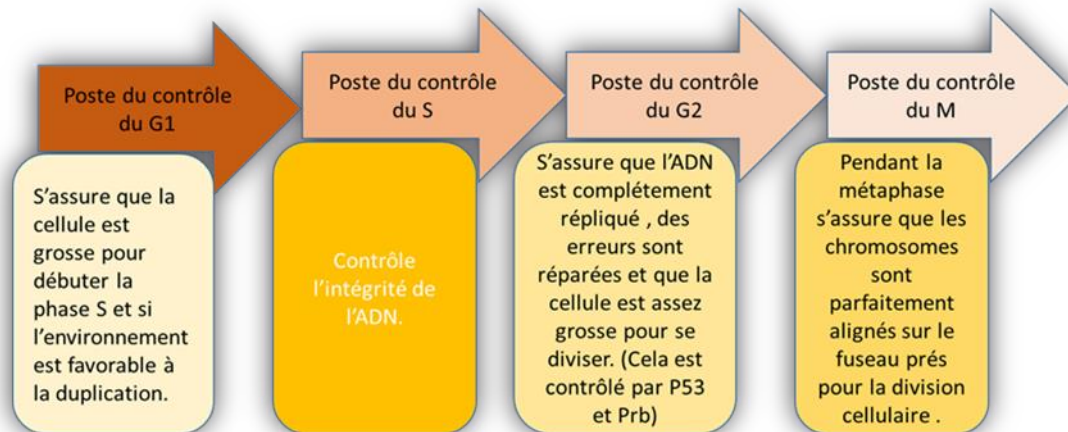 Poste du contrôle
du G1
S'assure que la
cellule est
grosse pour
débuter la
phase S et si
l'environnement
est favorable à
la duplication.
Poste du contrôle
du S
Contrôle
l'intégrité de
l'ADN.
Poste du contrôle
du G2
S'assure que l'ADN
est complétement
répliqué , des
erreurs sont
réparées et que la
cellule est assez
grosse pour se
diviser. (Cela est
contrôlé par P53
et Prb)
Poste du contrôle
du M
Pendant la
métaphase
s'assure que les
chromosomes
sont
parfaitement
alignés sur le
fuseau prés
pour la division
cellulaire .